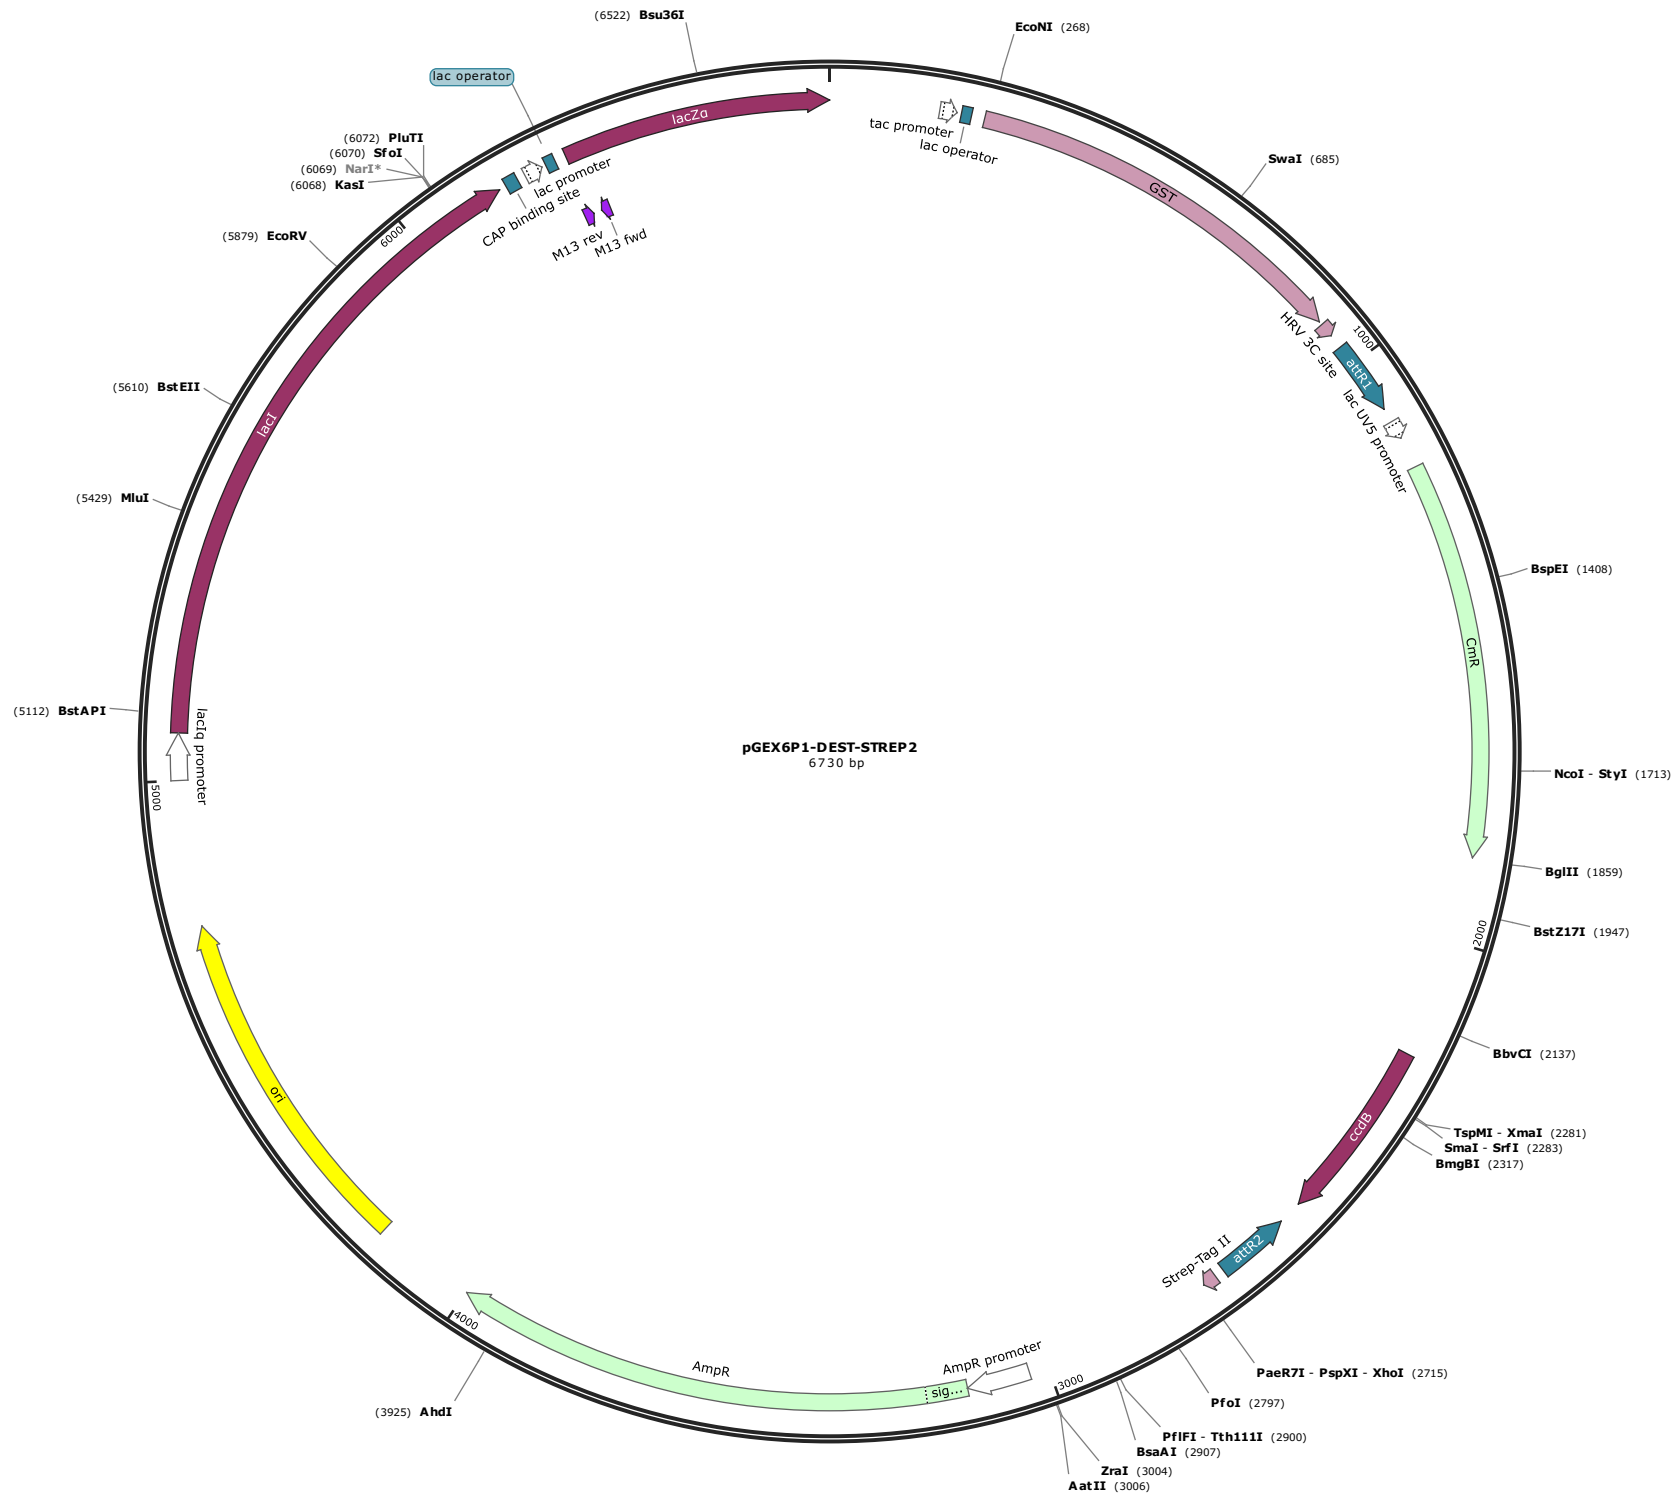 (6522) Bsu36I
EcoNI (268)
lac operator
lacZα
tac promoter
lac operator
(6072) PluTI
(6070) SfoI
(6069) NarI*
(6068) KasI
SwaI (685)
GST
lac promoter
CAP binding site
M13 rev
M13 fwd
6000
(5879) EcoRV
HRV 3C site
1000
attR1
lac UV5 promoter
(5610) BstEII
lacI
(5429) MluI
BspEI (1408)
CmR
(5112) BstAPI
lacIq promoter
5000
pGEX6P1-DEST-STREP2
6730 bp
NcoI - StyI (1713)
BglII (1859)
BstZ17I (1947)
2000
BbvCI (2137)
ccdB
TspMI - XmaI (2281)
SmaI - SrfI (2283)
BmgBI (2317)
ori
Strep-Tag II
attR2
4000
AmpR
AmpR promoter
sig...
3000
PaeR7I - PspXI - XhoI (2715)
PfoI (2797)
(3925) AhdI
PflFI - Tth111I (2900)
BsaAI (2907)
ZraI (3004)
AatII (3006)